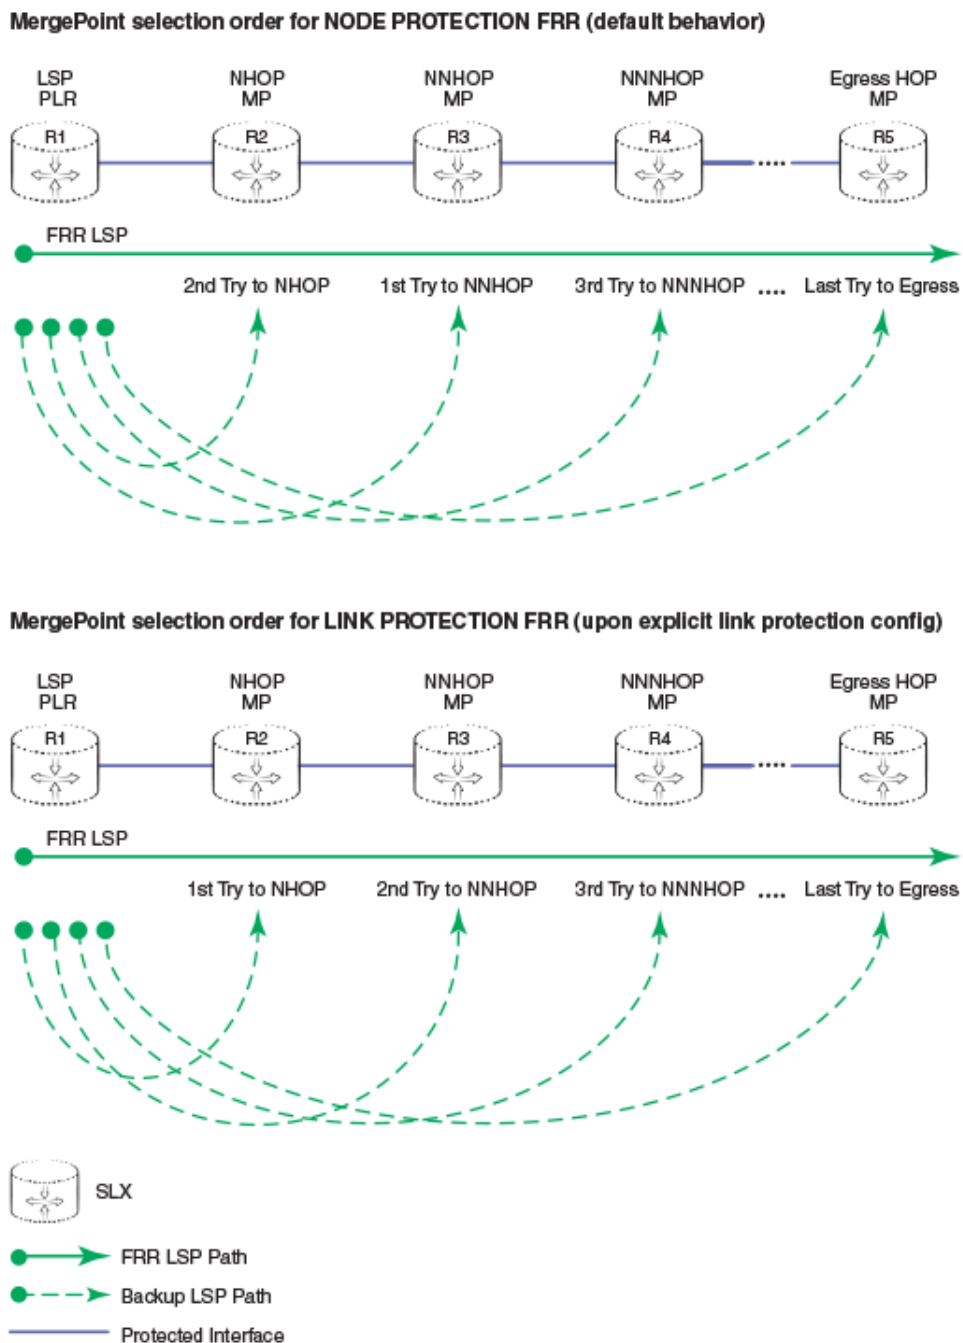 MergePoint selection order for NODE PROTECTION FRR (default behavior)
LSP PLR
NHOP MP
NNHOP MP
NNNHOP MP
Egress HOP MP
R1
R2
R3
R4
....
R5
FRR LSP
2nd Try to NHOP
1st Try to NNHOP
3rd Try to NNNHOP
....
Last Try to Egress
MergePoint selection order for LINK PROTECTION FRR (upon explicit link protection config)
LSP PLR
NHOP MP
NNHOP MP
NNNHOP MP
Egress HOP MP
R1
R2
R3
R4
....
R5
FRR LSP
1st Try to NHOP
2nd Try to NNHOP
3rd Try to NNNHOP
....
Last Try to Egress
SLX
FRR LSP Path
Backup LSP Path
Protected Interface